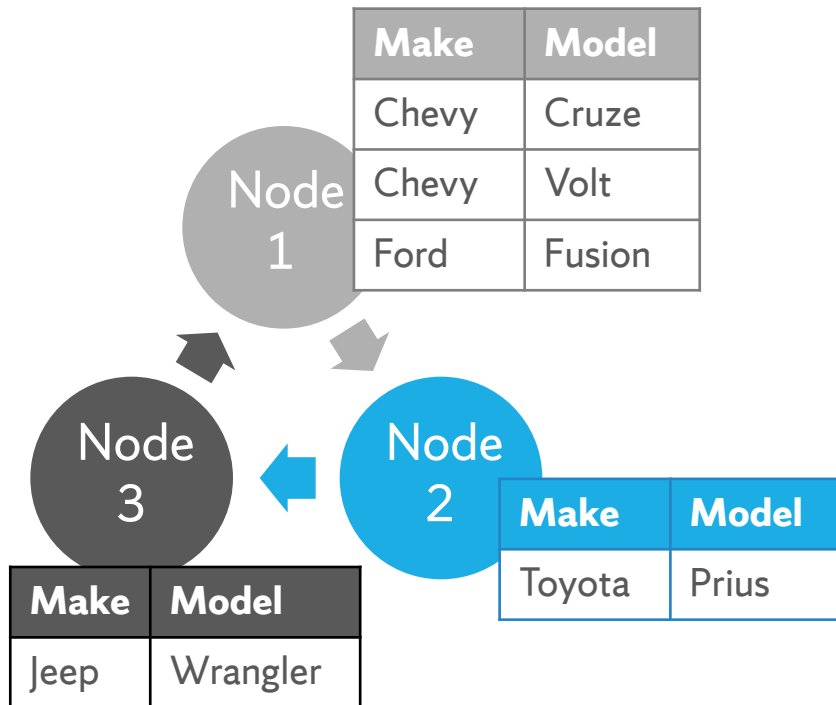 Node
1
Make Model
Chevy Cruze
Chevy Volt
Ford Fusion
Node
2
Make Model
Toyota Prius
Node
3
Make Model
Jeep Wrangler